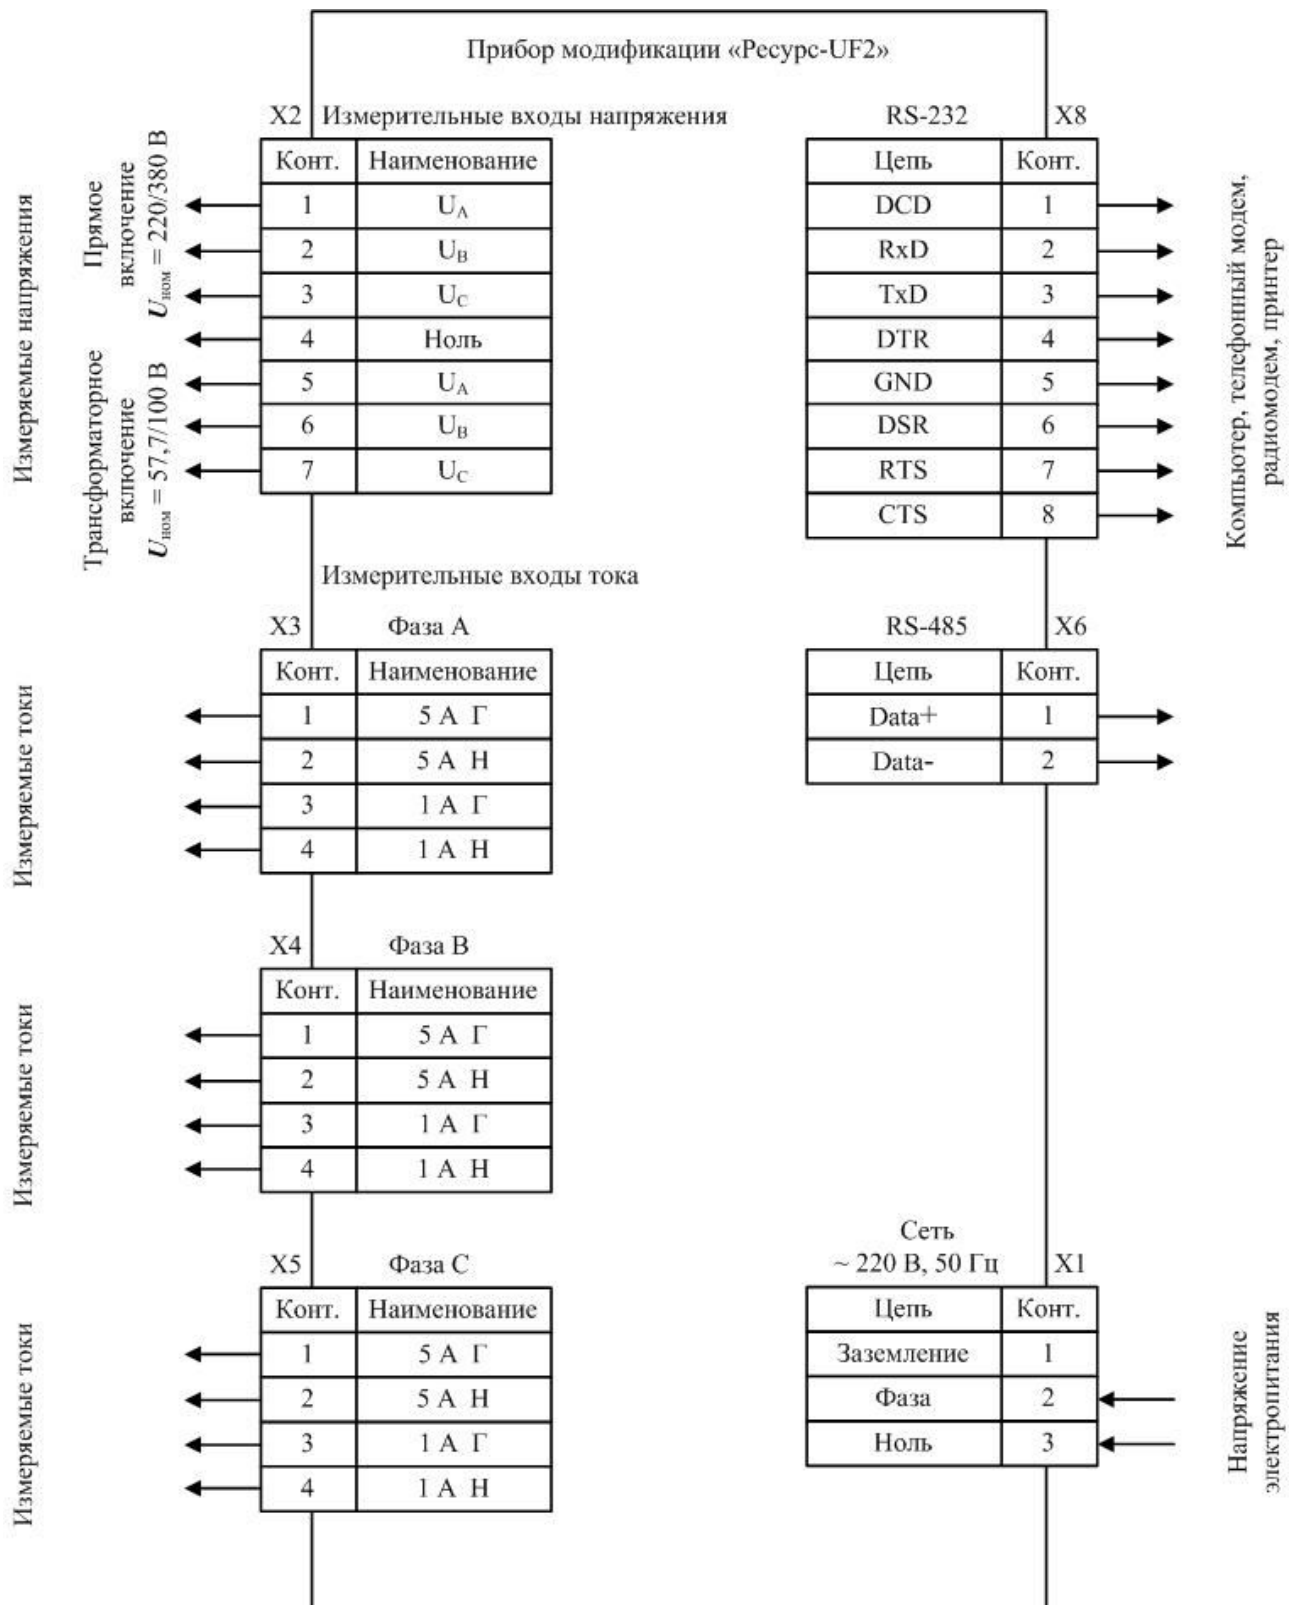 Прибор модификации «Ресурс-UF2»
X2 Измерительные входы напряжения
Конт. Наименование
1 UA
2 UB
3 UC
4 Ноль
5 UA
6 UB
7 UC
Измеряемые напряжения
Прямое
включение
Uном = 220/380 В
Трансформаторное
включение
Uном = 57,7/100 В
Измерительные входы тока
X3 Фаза А
Конт. Наименование
1 5 А Г
2 5 А Н
3 1 А Г
4 1 А Н
Измеряемые токи
X4 Фаза В
Конт. Наименование
1 5 А Г
2 5 А Н
3 1 А Г
4 1 А Н
Измеряемые токи
X5 Фаза С
Конт. Наименование
1 5 А Г
2 5 А Н
3 1 А Г
4 1 А Н
Измеряемые токи
RS-232 X8
Цепь Конт.
DCD 1
RxD 2
TxD 3
DTR 4
GND 5
DSR 6
RTS 7
CTS 8
Компьютер, телефонный модем,
радиомодем, принтер
RS-485 X6
Цепь Конт.
Data+ 1
Data- 2
Сеть
~ 220 В, 50 Гц X1
Цепь Конт.
Заземление 1
Фаза 2
Ноль 3
Напряжение
электропитания